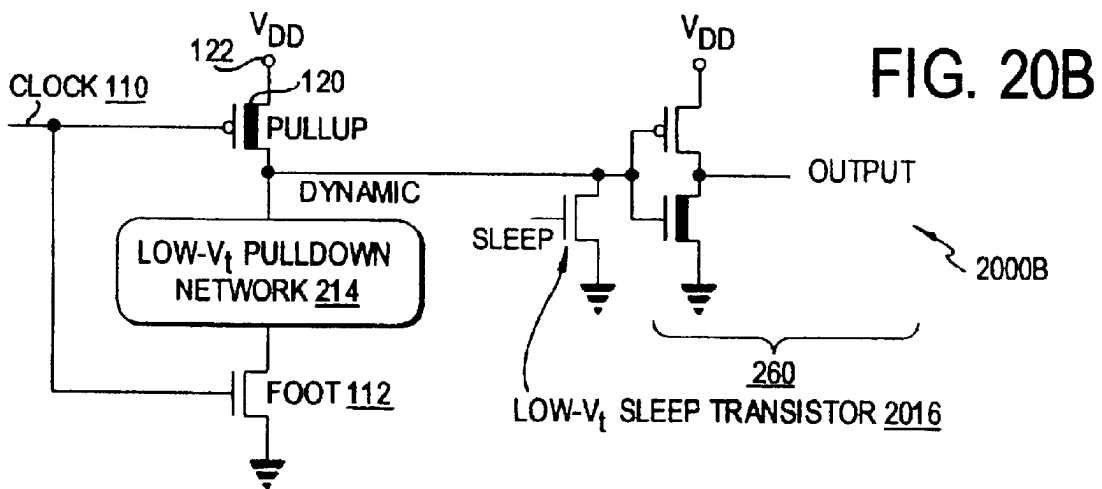 FIG. 20B
V_DD
122
CLOCK 110
120
PULLUP
DYNAMIC
LOW-V_t PULLDOWN
NETWORK 214
FOOT 112
V_DD
OUTPUT
SLEEP
2000B
260
LOW-V_t SLEEP TRANSISTOR 2016